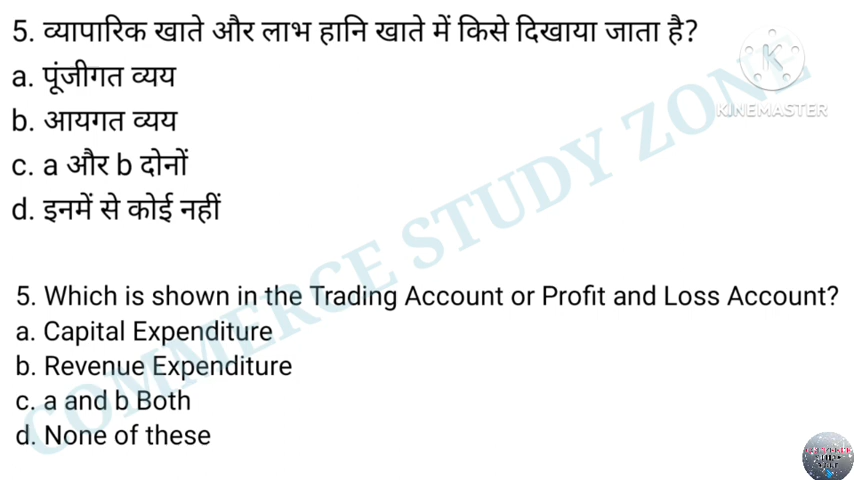 5. व्यापारिक खाते और लाभ हानि खाते में किसे दिखाया जाता है?
a. पूंजीगत व्यय
b. आयगत व्यय
c. a और b दोनों
d. इनमें से कोई नहीं
K
KINEMASTER
COMMERCE STUDY ZONE
5. Which is shown in the Trading Account or Profit and Loss Account?
a. Capital Expenditure
b. Revenue Expenditure
c. a and b Both
d. None of these